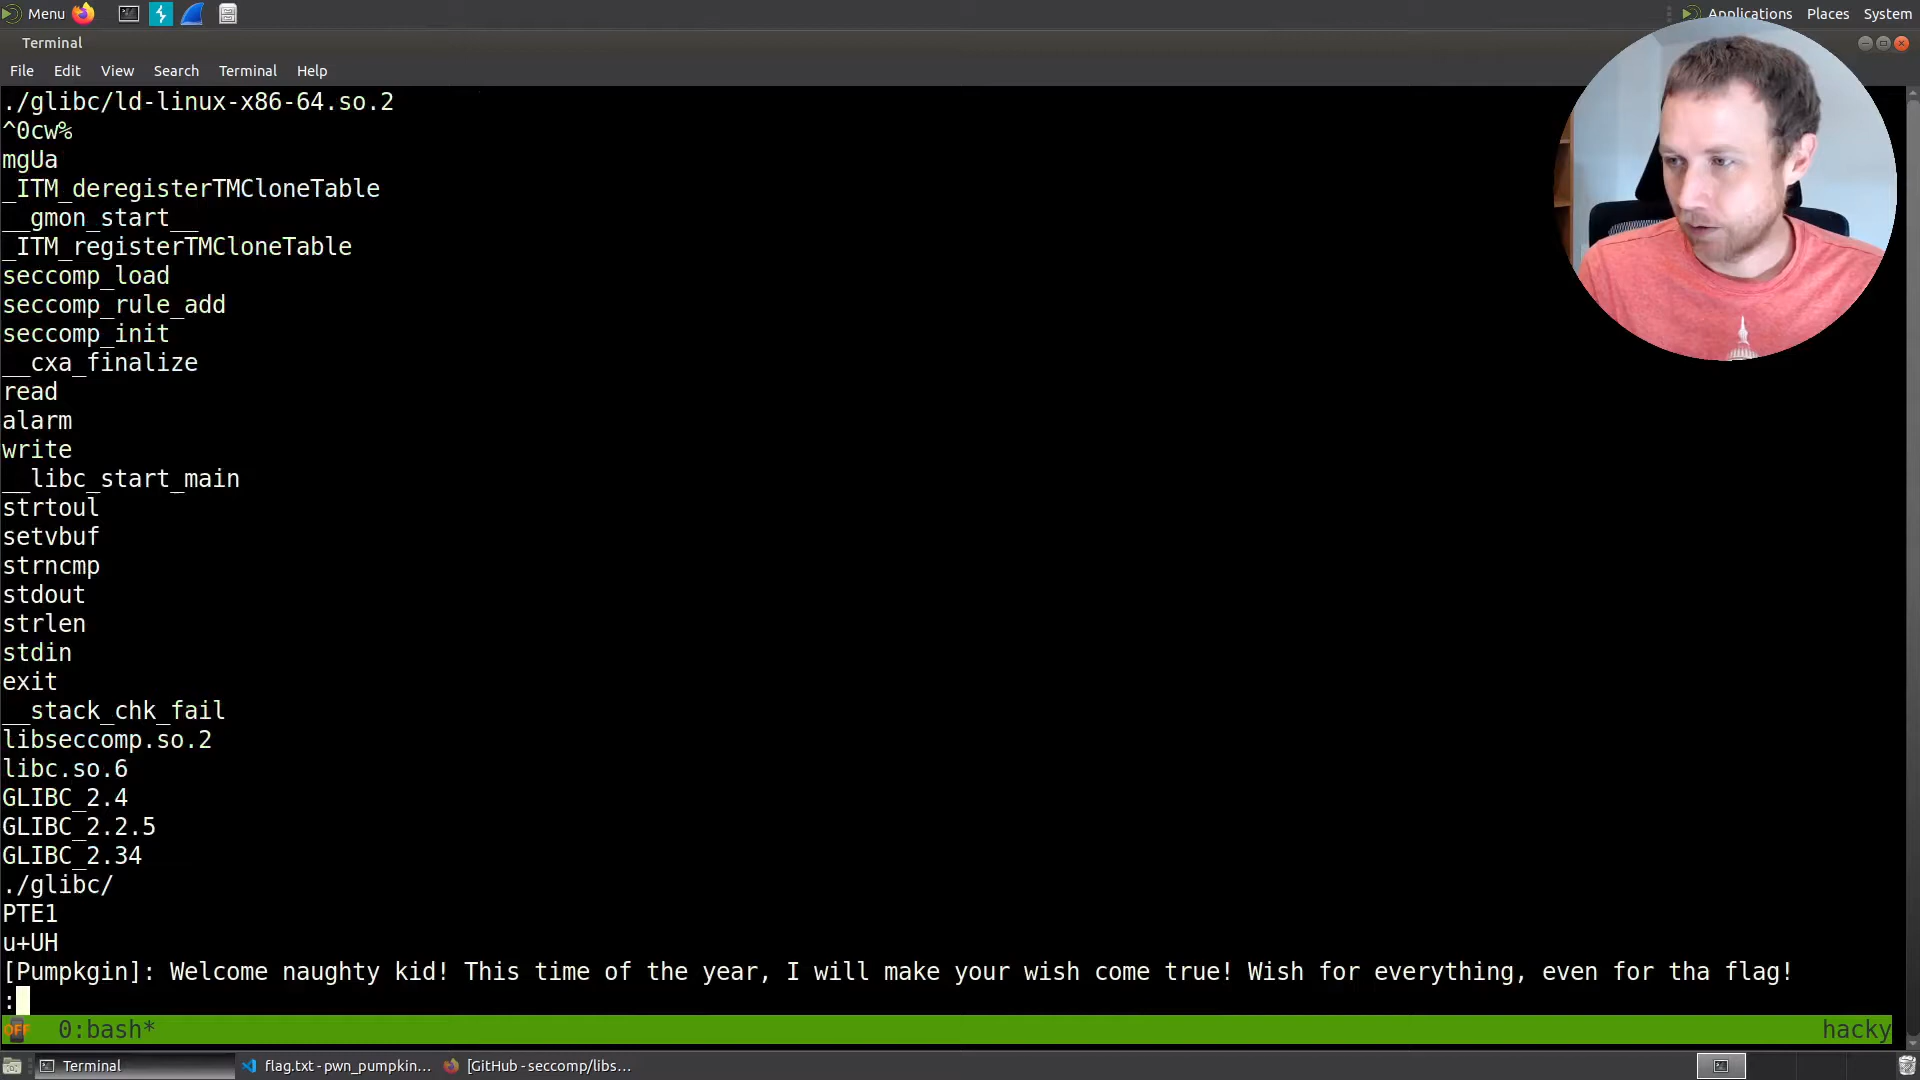 Menu
Applications Places System
Terminal
File Edit View Search Terminal Help
./glibc/ld-linux-x86-64.so.2
^0cw%
mgUa
_ITM_deregisterTMCloneTable
__gmon_start__
_ITM_registerTMCloneTable
seccomp_load
seccomp_rule_add
seccomp_init
__cxa_finalize
read
alarm
write
__libc_start_main
strtoul
setvbuf
strncmp
stdout
strlen
stdin
exit
__stack_chk_fail
libseccomp.so.2
libc.so.6
GLIBC_2.4
GLIBC_2.2.5
GLIBC_2.34
./glibc/
PTE1
u+UH
[Pumpkgin]: Welcome naughty kid! This time of the year, I will make your wish come true! Wish for everything, even for tha flag!
:
OFF 0:bash* hacky
Terminal flag.txt - pwn_pumpkin... [GitHub - seccomp/libs...